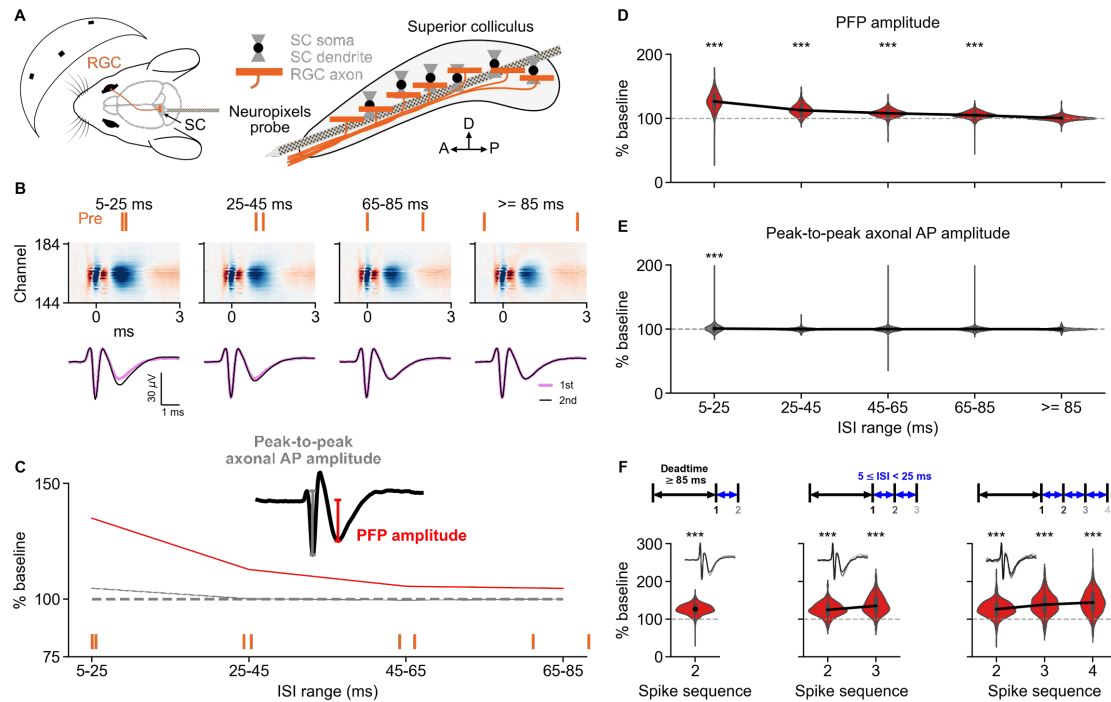 A
RGC
SC
SC soma
SC dendrite
RGC axon
Neuropixels
probe
Superior colliculus
D
A
P
B
5-25 ms
25-45 ms
65-85 ms
>= 85 ms
Pre
Channel
184
144
0
3
0
3
0
3
0
3
ms
30 µV
1 ms
1st
2nd
C
Peak-to-peak
axonal AP amplitude
PFP amplitude
% baseline
150
100
75
5-25
25-45
45-65
65-85
ISI range (ms)
D
PFP amplitude
% baseline
200
100
0
***
***
***
***
E
Peak-to-peak axonal AP amplitude
% baseline
200
100
0
***
5-25
25-45
45-65
65-85
>= 85
ISI range (ms)
F
Deadtime
≥ 85 ms
1
2
5 ≤ ISI < 25 ms
1
2
3
1
2
3
4
% baseline
300
200
100
0
***
***
***
***
***
***
2
2
3
2
3
4
Spike sequence
Spike sequence
Spike sequence